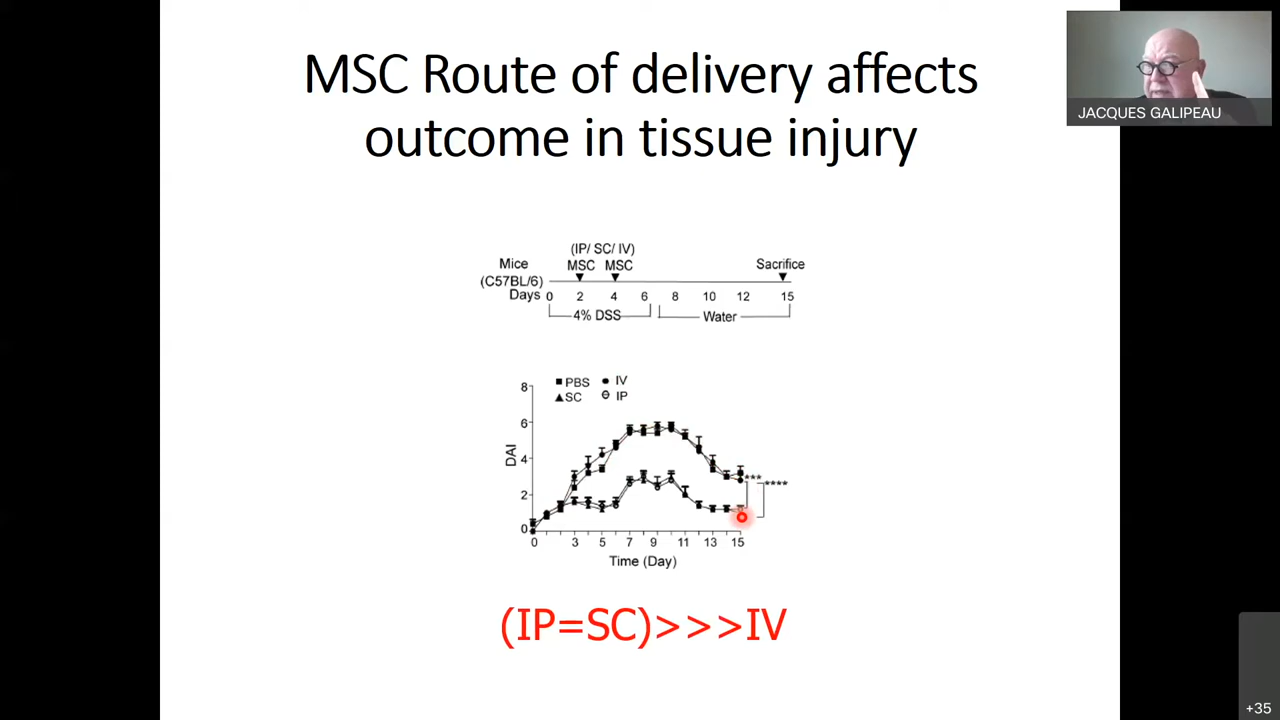 MSC Route of delivery affects
outcome in tissue injury
JACQUES GALIPEAU
(IP/ SC/ IV)
Mice MSC MSC Sacrifice
(C57BL/6)
Days 0 2 4 6 8 10 12 15
4% DSS Water
8 PBS IV
SC IP
6
DAI
4
*** ****
2
0
0 3 5 7 9 11 13 15
Time (Day)
(IP=SC)>>>IV
+35